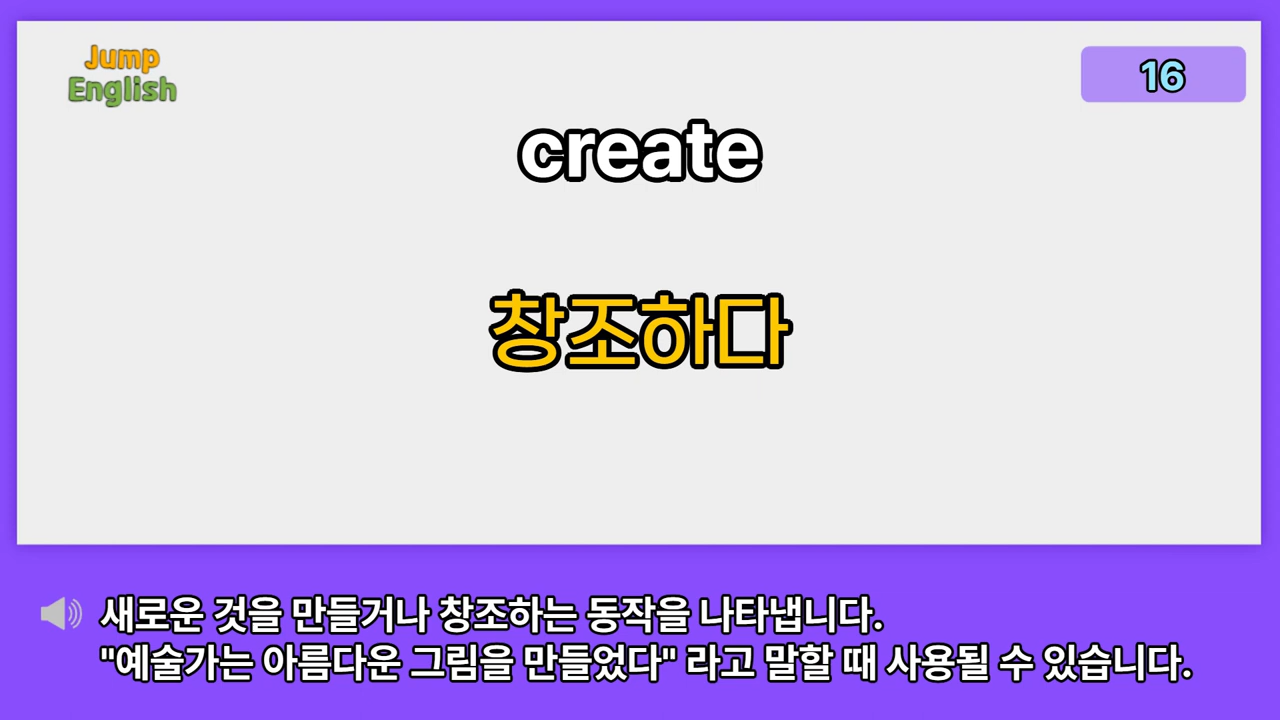 Jump
English
16
create
창조하다
새로운 것을 만들거나 창조하는 동작을 나타냅니다.
"예술가는 아름다운 그림을 만들었다" 라고 말할 때 사용될 수 있습니다.